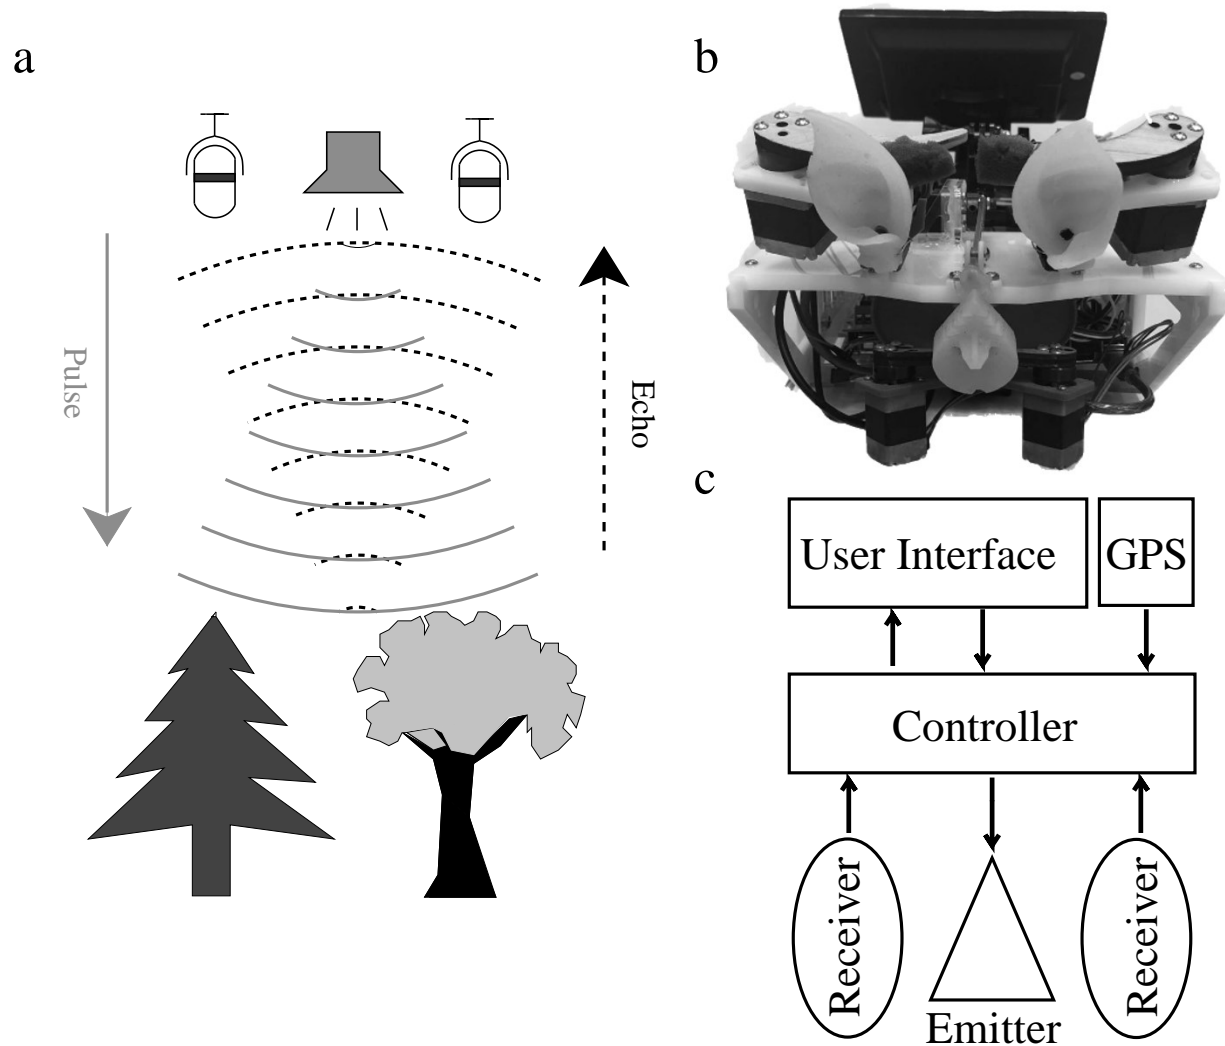 a
Pulse
Echo
b
c
User Interface
GPS
Controller
Receiver
Emitter
Receiver